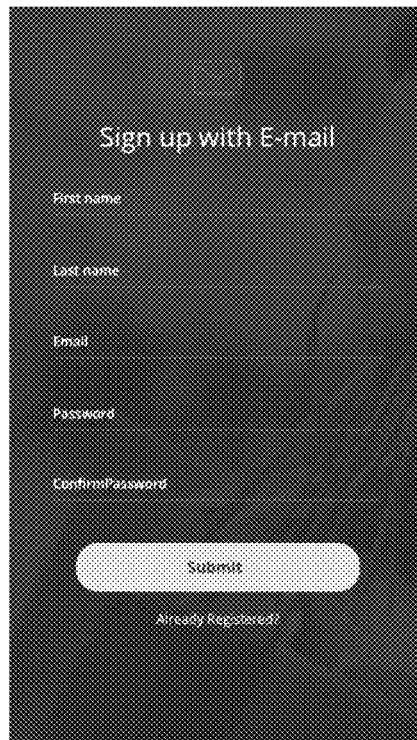 Sign up with E-mail
First name
Last name
Email
Password
ConfirmPassword
Submit
Already Registered?